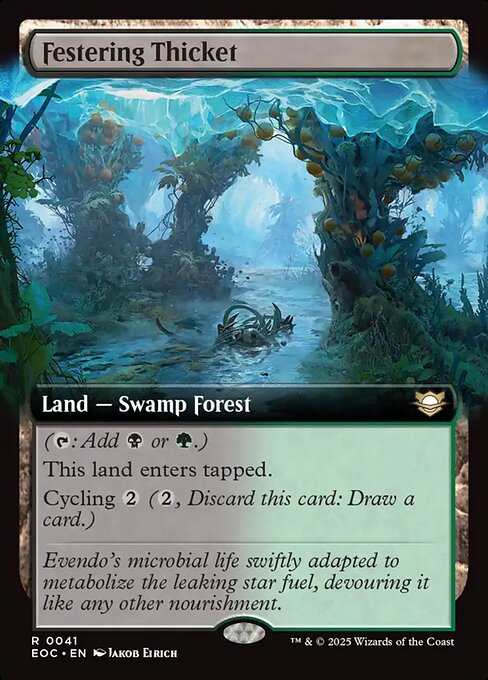 Festering Thicket
Land — Swamp Forest
(: Add or .)
This land enters tapped.
Cycling 2 (2, Discard this card: Draw a
card.)
Evendo's microbial life swiftly adapted to
metabolize the leaking star fuel, devouring it
like any other nourishment.
R 0041
EOC • EN Jakob Eirich
™ & © 2025 Wizards of the Coast